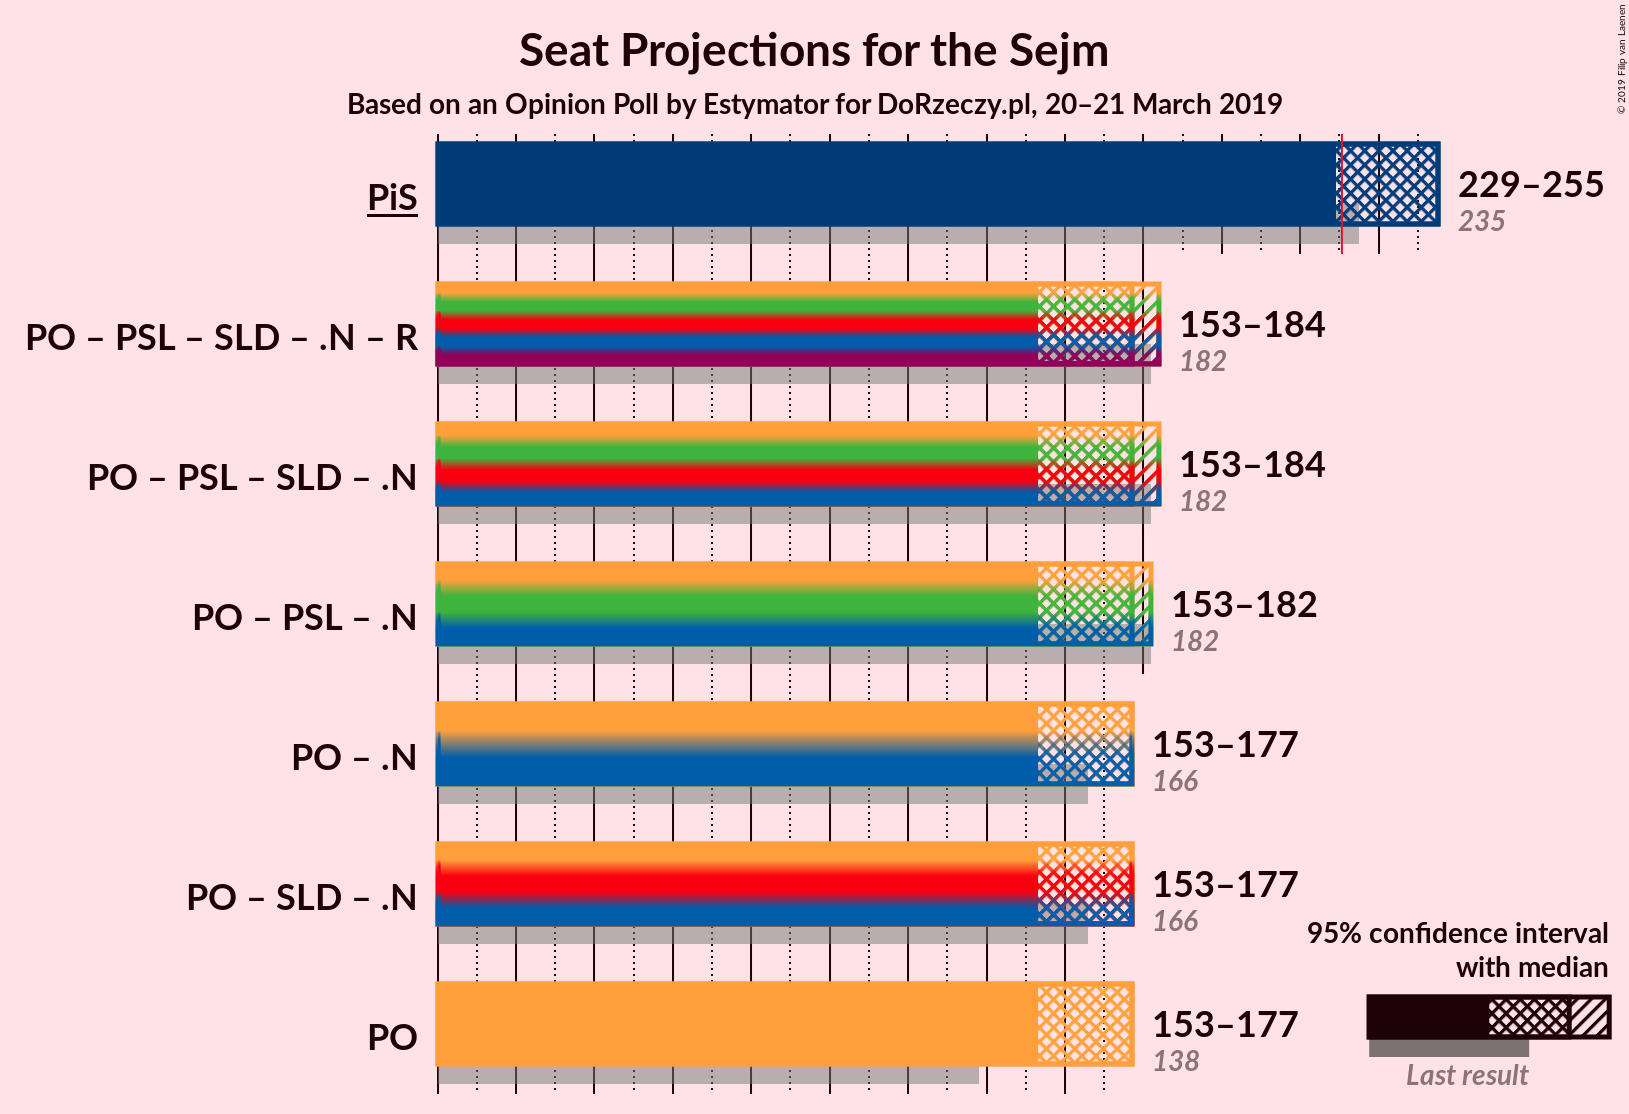 Seat Projections for the Sejm
Based on an Opinion Poll by Estymator for DoRzeczy.pl, 20–21 March 2019
© 2019 Filip van Laenen
PiS
229–255
235
PO – PSL – SLD – .N – R
153–184
182
PO – PSL – SLD – .N
153–184
182
PO – PSL – .N
153–182
182
PO – .N
153–177
166
PO – SLD – .N
153–177
166
PO
153–177
138
95% confidence interval
with median
Last result